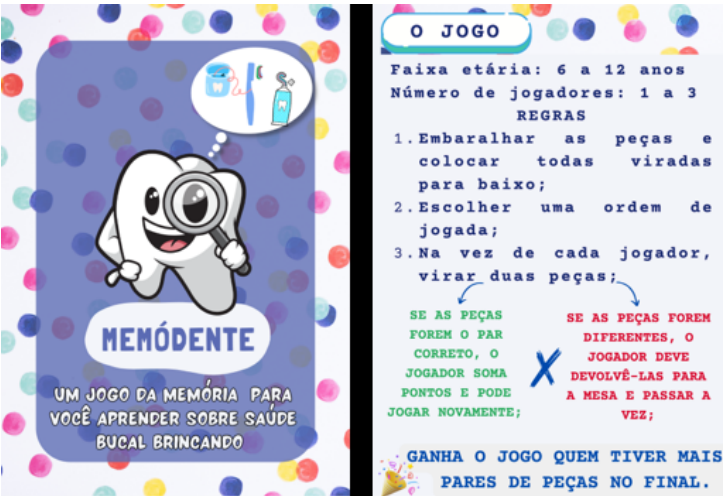 MEMÓDENTE
UM JOGO DA MEMÓRIA PARA
VOCÊ APRENDER SOBRE SAÚDE
BUCAL BRINCANDO
O JOGO
Faixa etária: 6 a 12 anos
Número de jogadores: 1 a 3
REGRAS
1. Embaralhar as peças e
colocar todas viradas
para baixo;
2. Escolher uma ordem de
jogada;
3. Na vez de cada jogador,
virar duas peças;
SE AS PEÇAS
FOREM O PAR
CORRETO, O
JOGADOR SOMA
PONTOS E PODE
JOGAR NOVAMENTE;
SE AS PEÇAS FOREM
DIFERENTES, O
JOGADOR DEVE
DEVOLVÊ-LAS PARA
A MESA E PASSAR A
VEZ;
GANHA O JOGO QUEM TIVER MAIS
PARES DE PEÇAS NO FINAL.